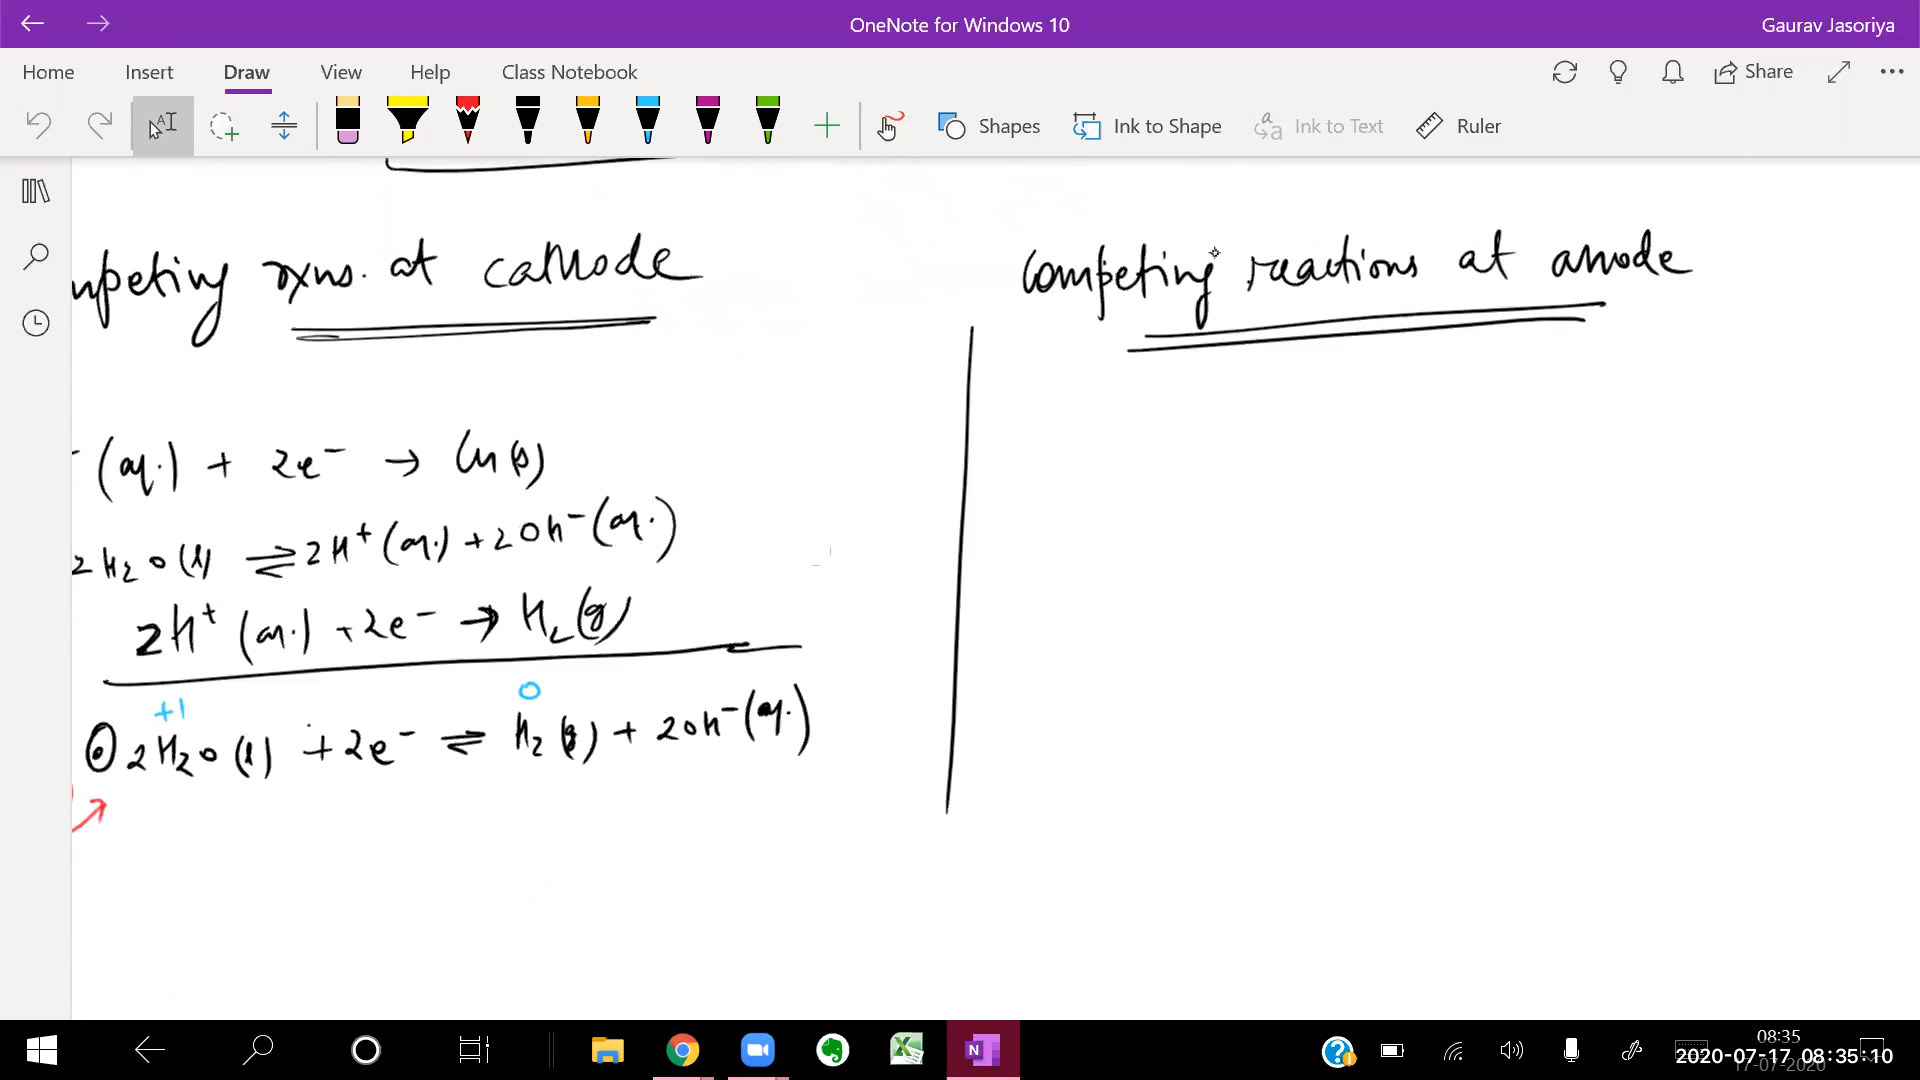 OneNote for Windows 10
Gaurav Jasoriya
Home Insert Draw View Help Class Notebook Share
Shapes Ink to Shape Ink to Text Ruler
mpeting rxns. at cathode
competing reactions at anode
(aq.) + 2e⁻ → Cu(s)
2H₂O(l) ⇌ 2H⁺(aq.) + 2OH⁻(aq.)
2H⁺(aq.) + 2e⁻ → H₂(g)
+1 0
2H₂O(l) + 2e⁻ ⇌ H₂(g) + 2OH⁻(aq.)
08:35
2020-07-17 08:35:10
17-07-2020